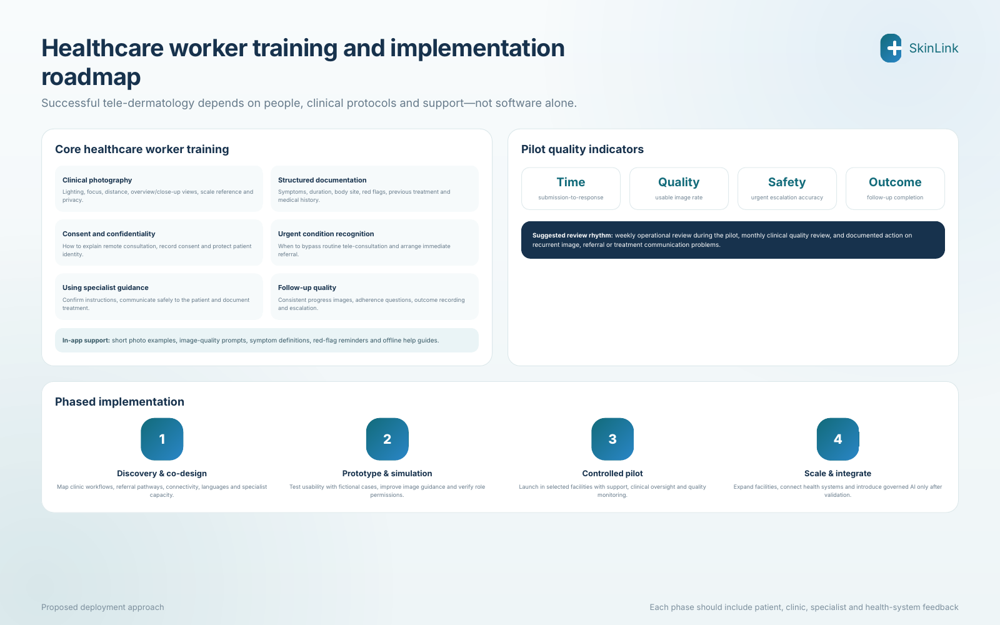 Healthcare worker training and implementation
roadmap
SkinLink
Successful tele-dermatology depends on people, clinical protocols and support—not software alone.
Core healthcare worker training
Clinical photography
Lighting, focus, distance, overview/close-up views, scale reference and
privacy.
Structured documentation
Symptoms, duration, body site, red flags, previous treatment and
medical history.
Consent and confidentiality
How to explain remote consultation, record consent and protect patient
identity.
Urgent condition recognition
When to bypass routine tele-consultation and arrange immediate
referral.
Using specialist guidance
Confirm instructions, communicate safely to the patient and document
treatment.
Follow-up quality
Consistent progress images, adherence questions, outcome recording
and escalation.
In-app support: short photo examples, image-quality prompts, symptom definitions, red-flag reminders and offline help guides.
Pilot quality indicators
Time
submission-to-response
Quality
usable image rate
Safety
urgent escalation accuracy
Outcome
follow-up completion
Suggested review rhythm: weekly operational review during the pilot, monthly clinical quality review, and documented action on
recurrent image, referral or treatment communication problems.
Phased implementation
1
Discovery & co-design
Map clinic workflows, referral pathways, connectivity, languages and specialist
capacity.
2
Prototype & simulation
Test usability with fictional cases, improve image guidance and verify role
permissions.
3
Controlled pilot
Launch in selected facilities with support, clinical oversight and quality
monitoring.
4
Scale & integrate
Expand facilities, connect health systems and introduce governed AI only after
validation.
Proposed deployment approach
Each phase should include patient, clinic, specialist and health-system feedback